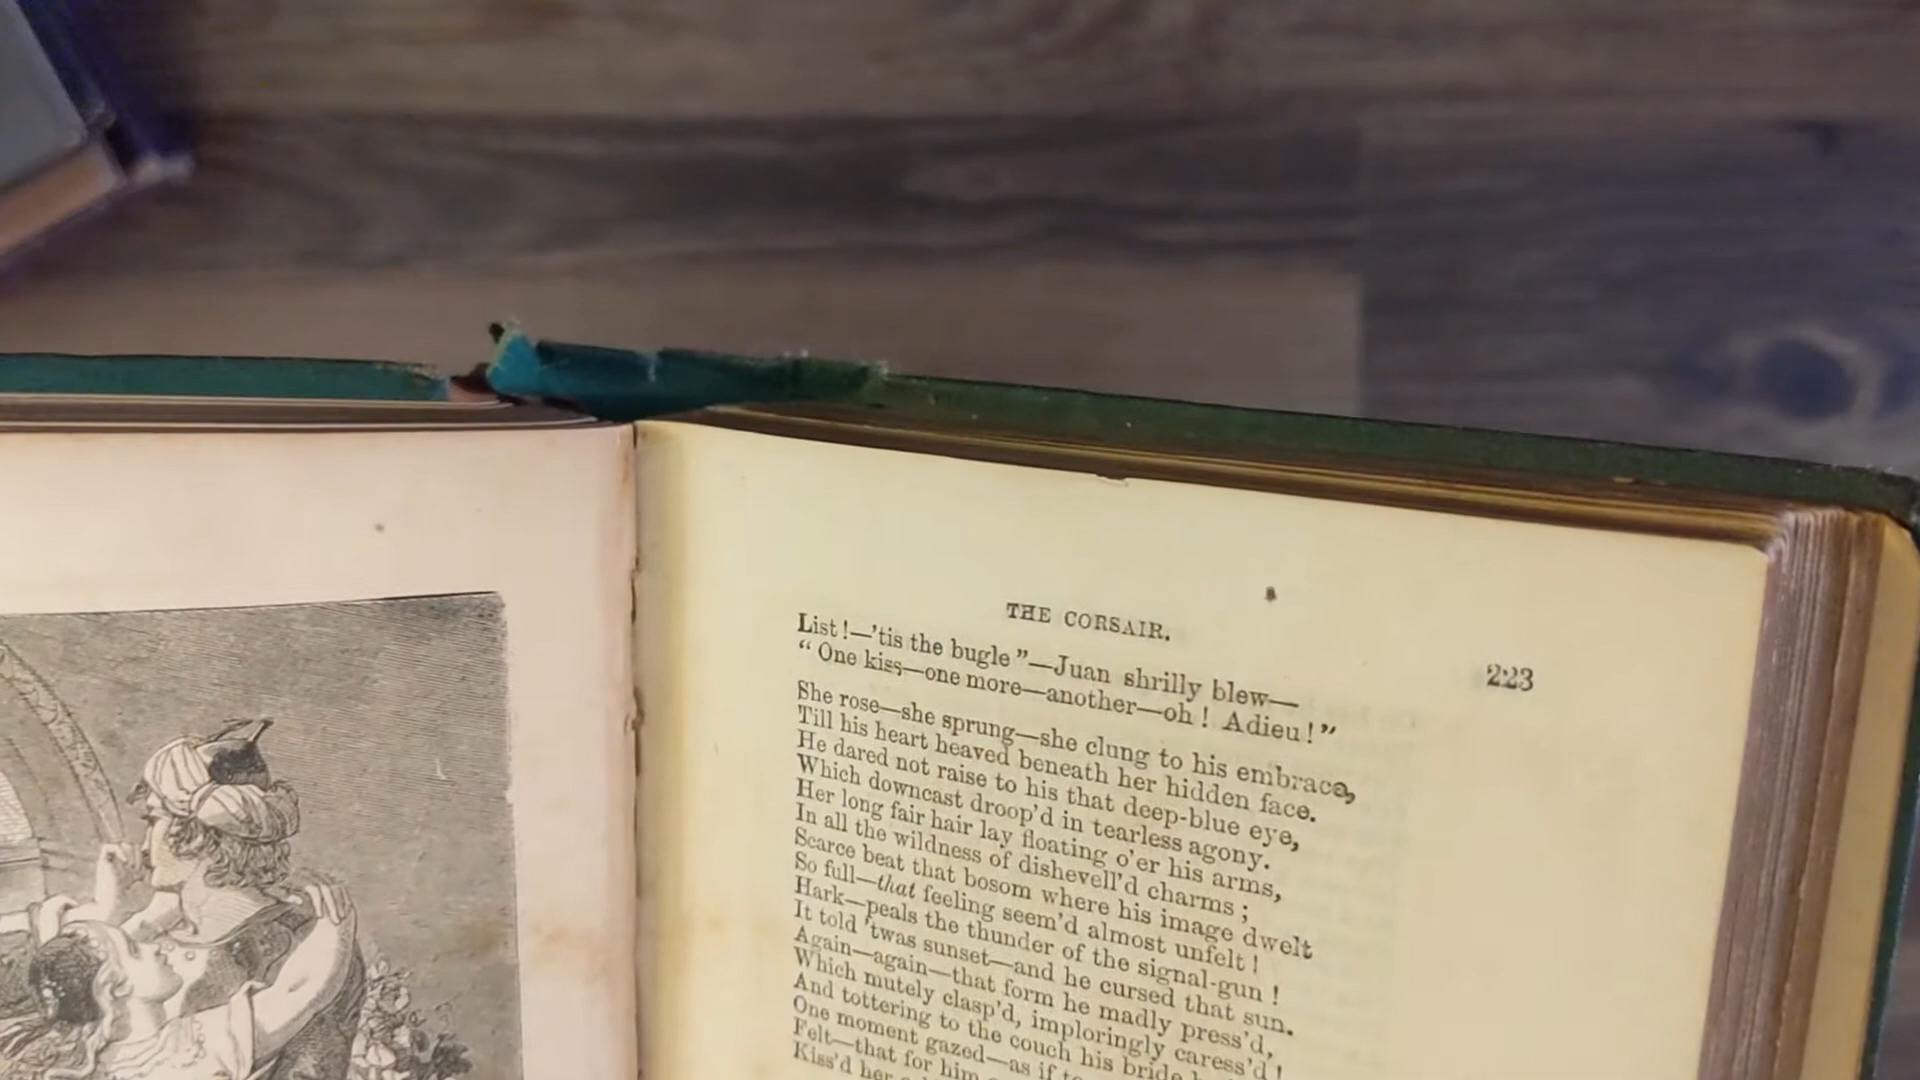 THE CORSAIR.
223
List!—'tis the bugle"—Juan shrilly blew—
"One kiss—one more—another—oh! Adieu!"
She rose—she sprung—she clung to his embrace,
Till his heart heaved beneath her hidden face.
He dared not raise to his that deep-blue eye,
Which downcast droop'd in tearless agony.
Her long fair hair lay floating o'er his arms,
In all the wildness of dishevell'd charms;
Scarce beat that bosom where his image dwelt
So full—that feeling seem'd almost unfelt!
Hark—peals the thunder of the signal-gun!
It told 'twas sunset—and he cursed that sun.
Again—again—that form he madly press'd,
Which mutely clasp'd, imploringly caress'd!
And tottering to the couch his bride
One moment gazed—as if
Felt—that for him
Kiss'd her